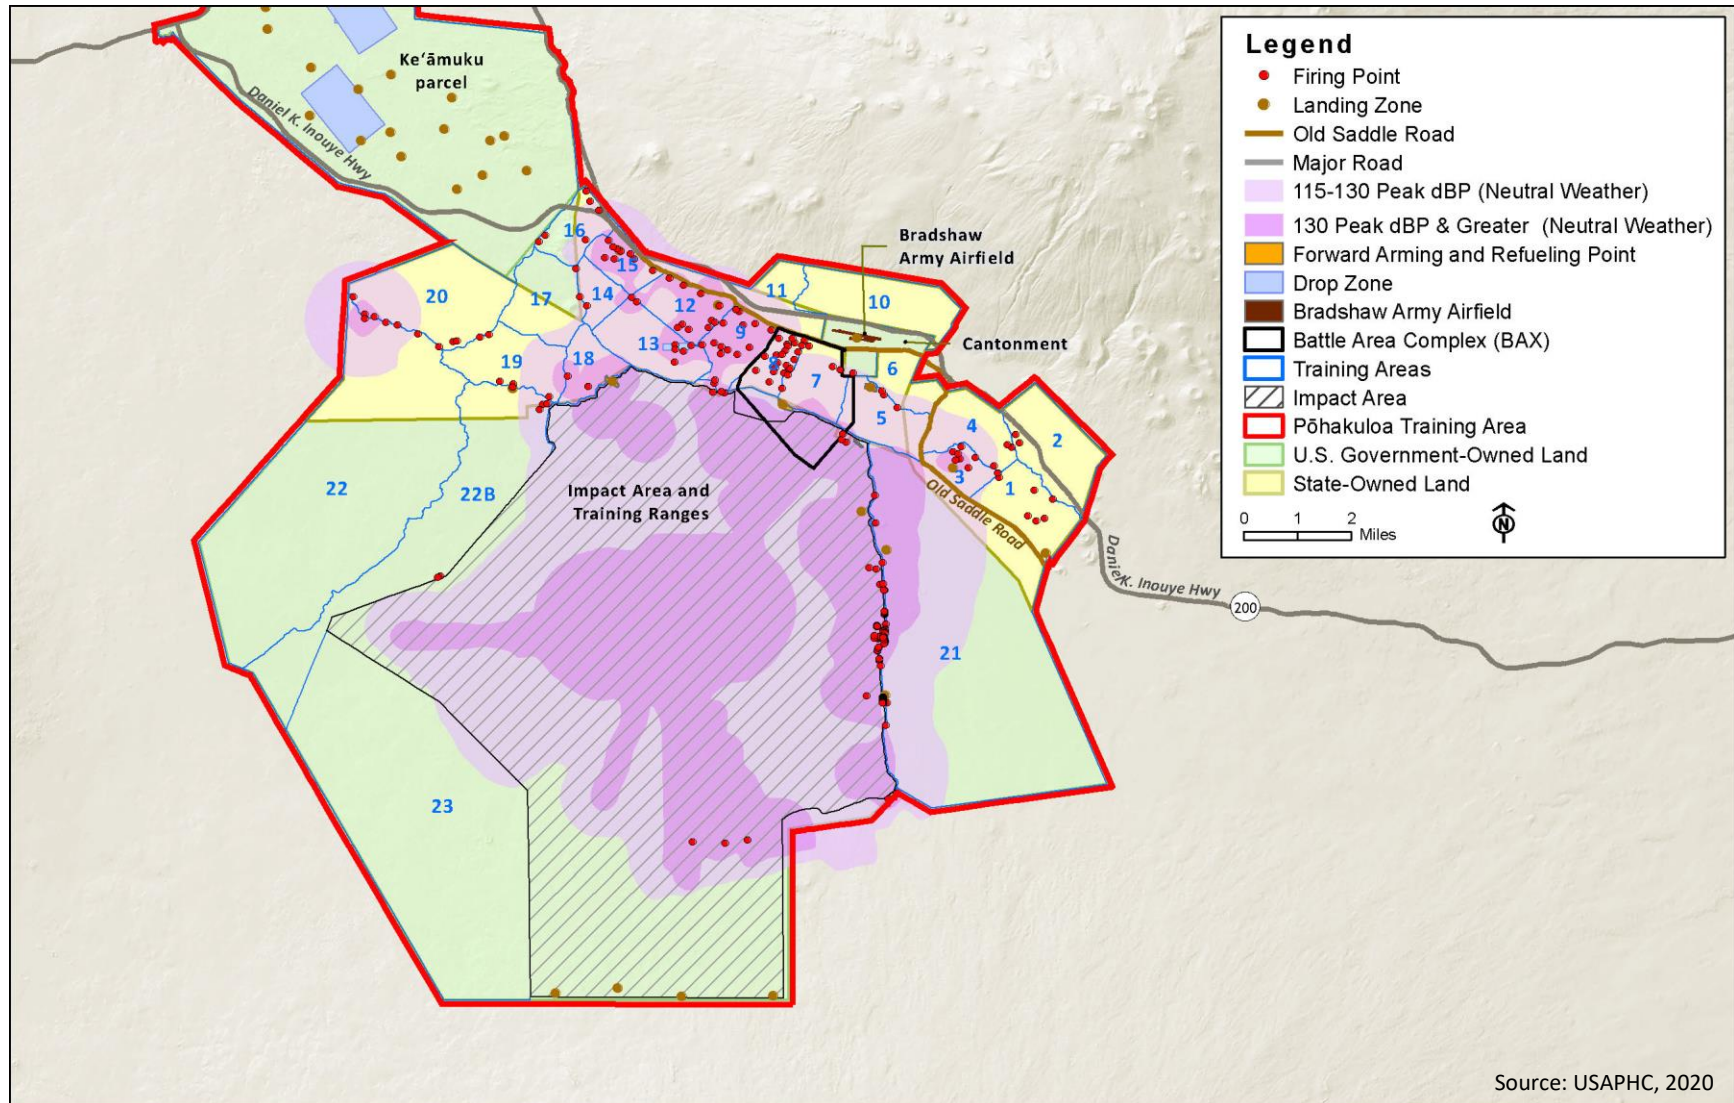 Legend
Firing Point
Landing Zone
Old Saddle Road
Major Road
115-130 Peak dBP (Neutral Weather)
130 Peak dBP & Greater (Neutral Weather)
Forward Arming and Refueling Point
Drop Zone
Bradshaw Army Airfield
Battle Area Complex (BAX)
Training Areas
Impact Area
Pōhakuloa Training Area
U.S. Government-Owned Land
State-Owned Land
0 1 2
Miles
N
Keʻāmuku
parcel
Daniel K. Inouye Hwy
Bradshaw
Army Airfield
16
15
20
17
14
12
11
10
9
13
Cantonment
19
18
8
7
6
5
4
2
3
1
22
22B
Impact Area and
Training Ranges
Old Saddle Road
Daniel K. Inouye Hwy
200
21
23
Source: USAPHC, 2020